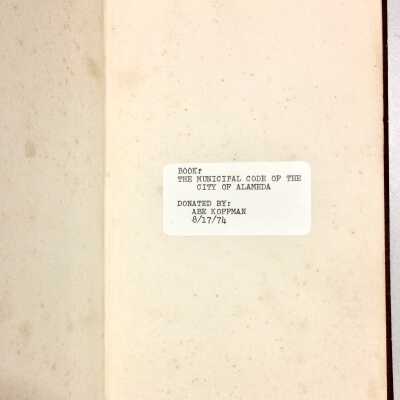 BOOK:
THE MUNICIPAL CODE OF THE
CITY OF ALAMEDA
DONATED BY:
ABE KOFFMAN
8/17/74